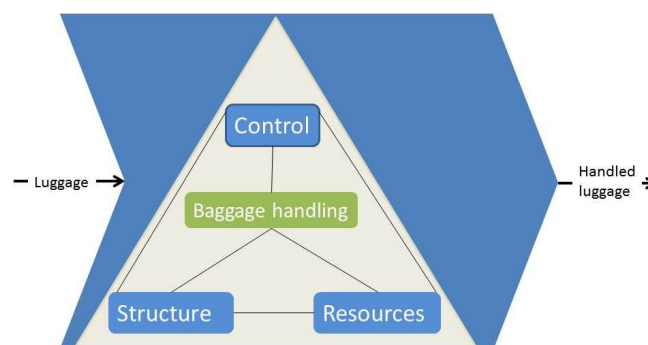 Control
Luggage
Handled
luggage
Baggage handling
Structure
Resources